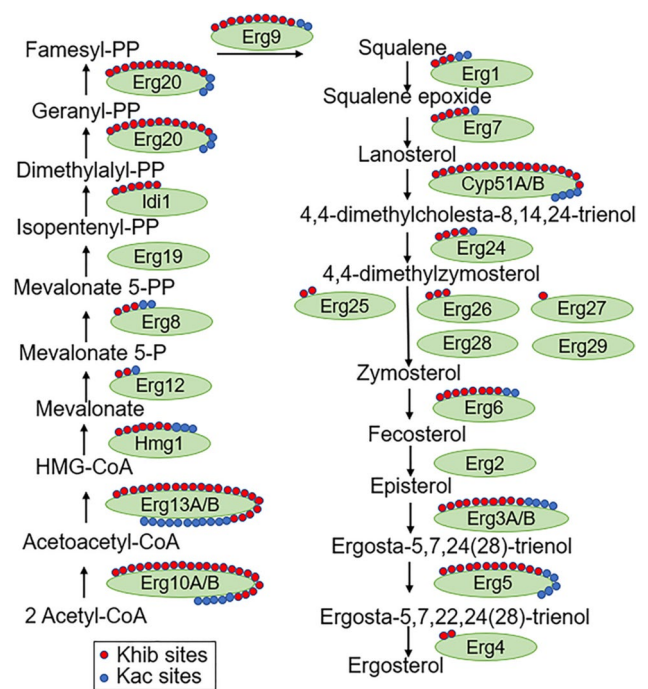 Famesyl-PP
Erg9
Erg20
Geranyl-PP
Erg20
Dimethylalyl-PP
Idi1
Isopentenyl-PP
Erg19
Mevalonate 5-PP
Erg8
Mevalonate 5-P
Erg12
Mevalonate
Hmg1
HMG-CoA
Erg13A/B
Acetoacetyl-CoA
Erg10A/B
2 Acetyl-CoA
Khib sites
Kac sites
Squalene
Erg1
Squalene epoxide
Erg7
Lanosterol
Cyp51A/B
4,4-dimethylcholesta-8,14,24-trienol
Erg24
4,4-dimethylzymosterol
Erg25
Erg26
Erg27
Erg28
Erg29
Zymosterol
Erg6
Fecosterol
Erg2
Episterol
Erg3A/B
Ergosta-5,7,24(28)-trienol
Erg5
Ergosta-5,7,22,24(28)-trienol
Erg4
Ergosterol